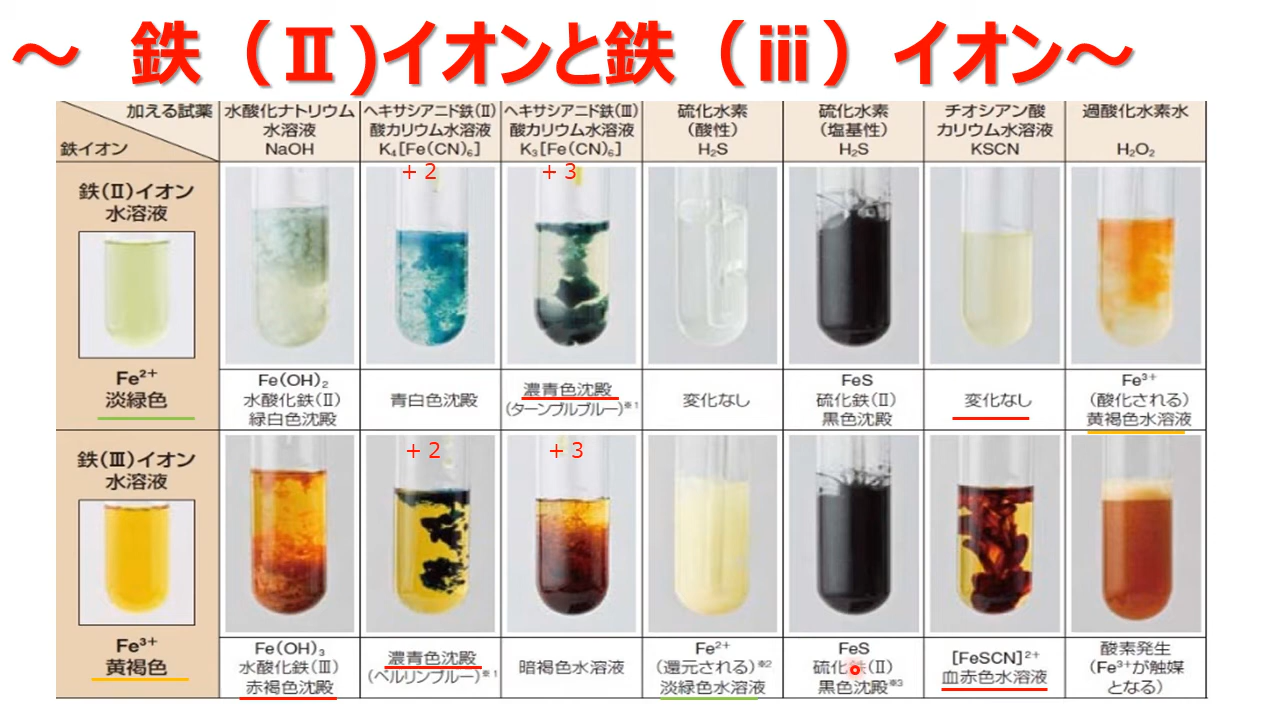 ～ 鉄（Ⅱ)イオンと鉄（ⅲ）イオン～
加える試薬
鉄イオン
水酸化ナトリウム
水溶液
NaOH
ヘキサシアニド鉄(Ⅱ)
酸カリウム水溶液
K₄[Fe(CN)₆]
ヘキサシアニド鉄(Ⅲ)
酸カリウム水溶液
K₃[Fe(CN)₆]
硫化水素
(酸性)
H₂S
硫化水素
(塩基性)
H₂S
チオシアン酸
カリウム水溶液
KSCN
過酸化水素水
H₂O₂
鉄(Ⅱ)イオン
水溶液
Fe²⁺
淡緑色
+ 2
+ 3
Fe(OH)₂
水酸化鉄(Ⅱ)
緑白色沈殿
青白色沈殿
濃青色沈殿
(ターンブルブルー)※1
変化なし
FeS
硫化鉄(Ⅱ)
黒色沈殿
変化なし
Fe³⁺
(酸化される)
黄褐色水溶液
鉄(Ⅲ)イオン
水溶液
Fe³⁺
黄褐色
+ 2
+ 3
Fe(OH)₃
水酸化鉄(Ⅲ)
赤褐色沈殿
濃青色沈殿
(ベルリンブルー)※1
暗褐色水溶液
Fe²⁺
(還元される)※2
淡緑色水溶液
FeS
硫化鉄(Ⅱ)
黒色沈殿※3
[FeSCN]²⁺
血赤色水溶液
酸素発生
(Fe³⁺が触媒
となる)